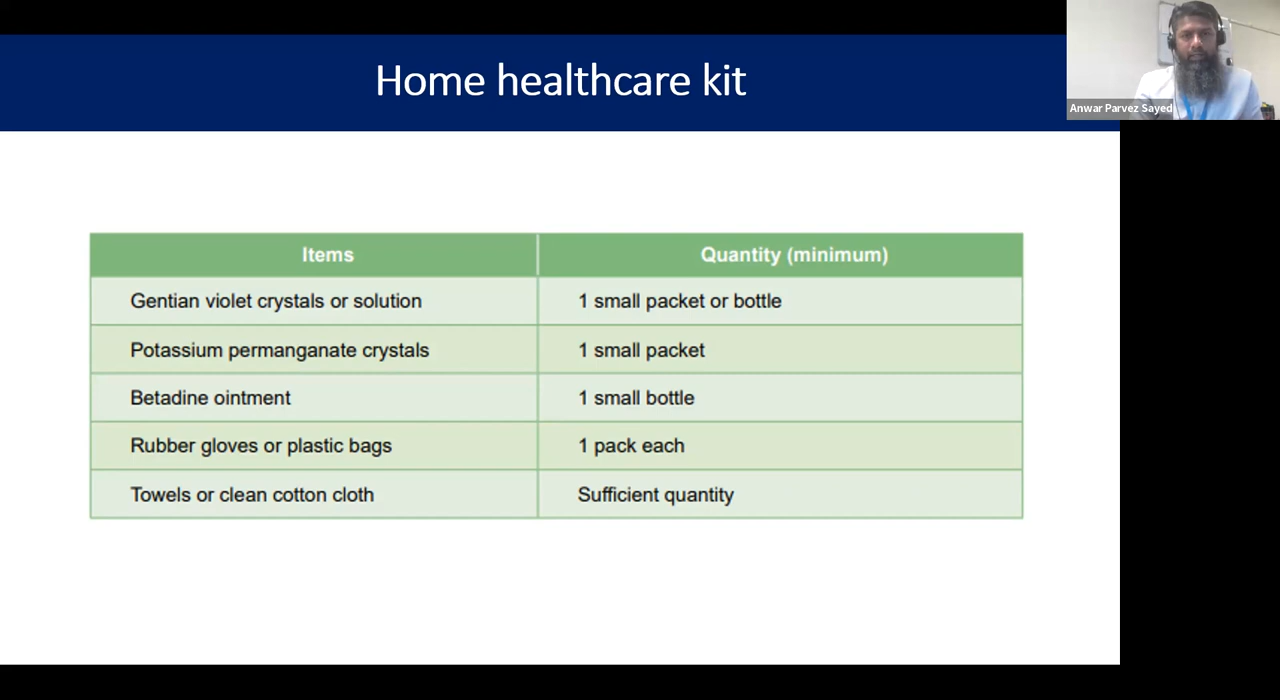 Home healthcare kit
Anwar Parvez Sayed
Items Quantity (minimum)
Gentian violet crystals or solution 1 small packet or bottle
Potassium permanganate crystals 1 small packet
Betadine ointment 1 small bottle
Rubber gloves or plastic bags 1 pack each
Towels or clean cotton cloth Sufficient quantity